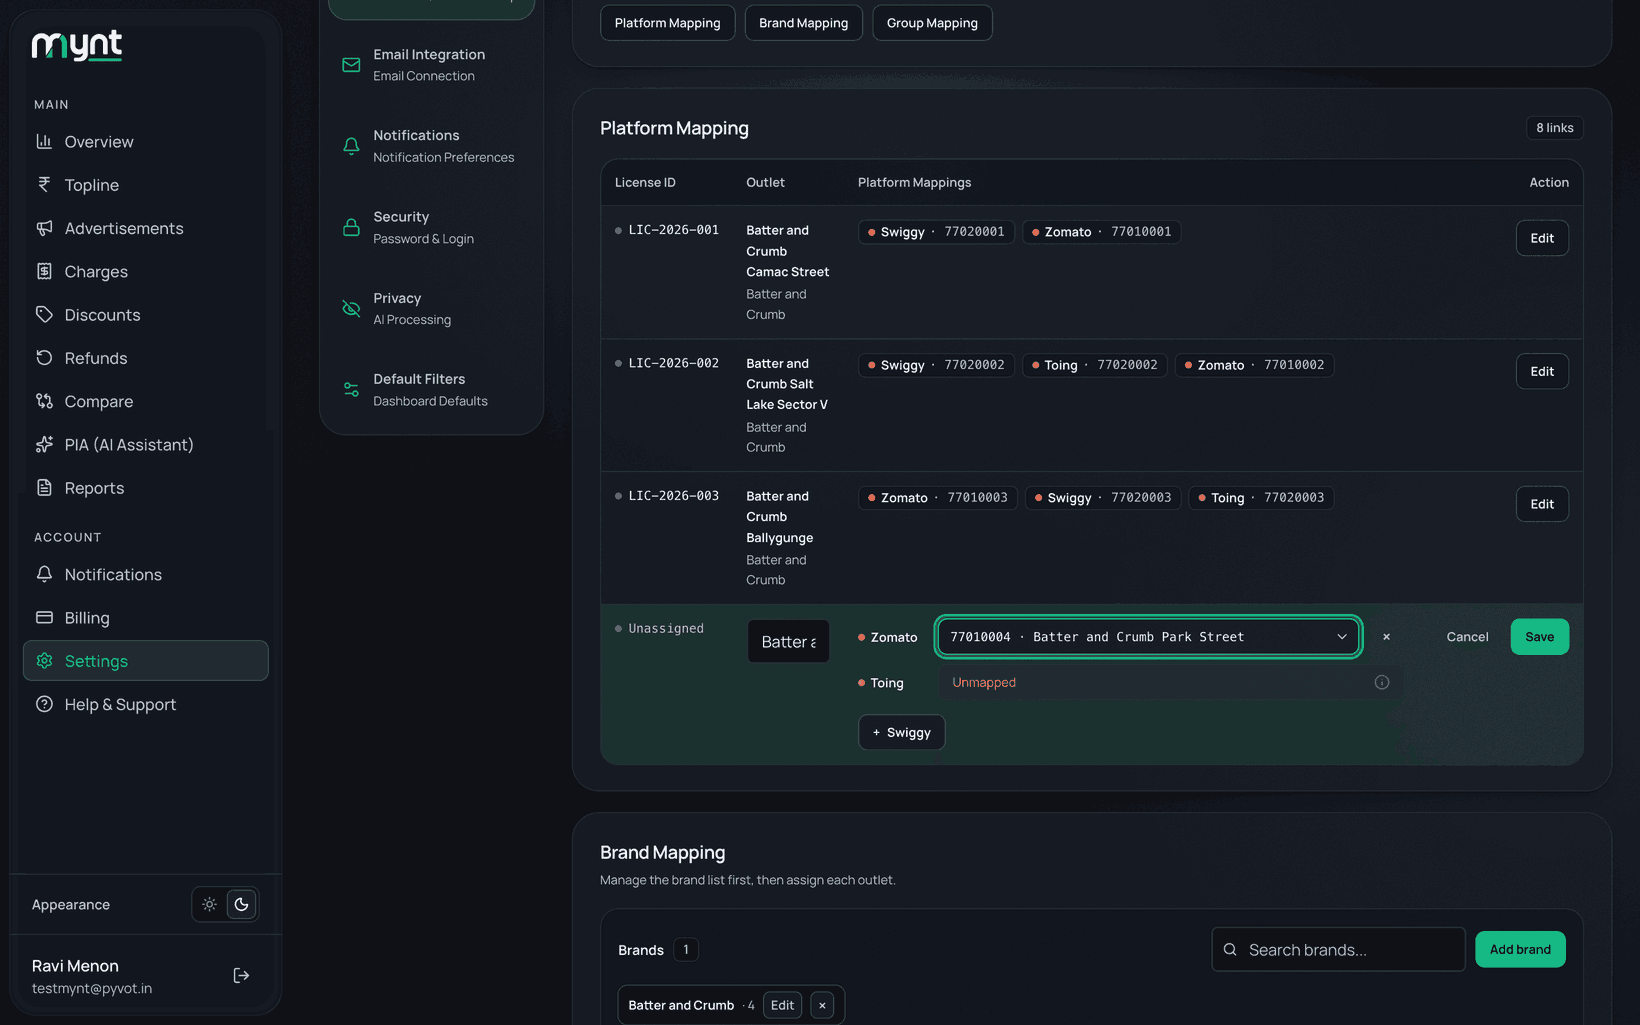 mynt
MAIN
Overview
Topline
Advertisements
Charges
Discounts
Refunds
Compare
PIA (AI Assistant)
Reports
ACCOUNT
Notifications
Billing
Settings
Help & Support
Appearance
Ravi Menon
testmynt@pyvot.in
Email Integration
Email Connection
Notifications
Notification Preferences
Security
Password & Login
Privacy
AI Processing
Default Filters
Dashboard Defaults
Platform Mapping
Brand Mapping
Group Mapping
Platform Mapping
8 links
License ID
Outlet
Platform Mappings
Action
LIC-2026-001
Batter and
Crumb
Camac Street
Batter and
Crumb
Swiggy · 77020001
Zomato · 77010001
Edit
LIC-2026-002
Batter and
Crumb Salt
Lake Sector V
Batter and
Crumb
Swiggy · 77020002
Toing · 77020002
Zomato · 77010002
Edit
LIC-2026-003
Batter and
Crumb
Ballygunge
Batter and
Crumb
Zomato · 77010003
Swiggy · 77020003
Toing · 77020003
Edit
Unassigned
Batter a
Zomato
77010004 · Batter and Crumb Park Street
×
Cancel
Save
Toing
Unmapped
+ Swiggy
Brand Mapping
Manage the brand list first, then assign each outlet.
Brands 1
Search brands...
Add brand
Batter and Crumb · 4 Edit ×